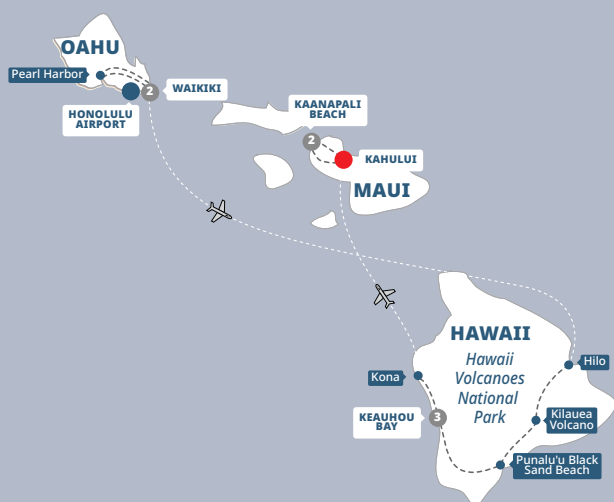 OAHU
Pearl Harbor
2
WAIKIKI
HONOLULU
AIRPORT
KAANAPALI
BEACH
2
KAHULUI
MAUI
HAWAII
Hawaii
Volcanoes
National
Park
Hilo
Kona
KEAUHOU
BAY
3
Kilauea
Volcano
Punalu'u Black
Sand Beach